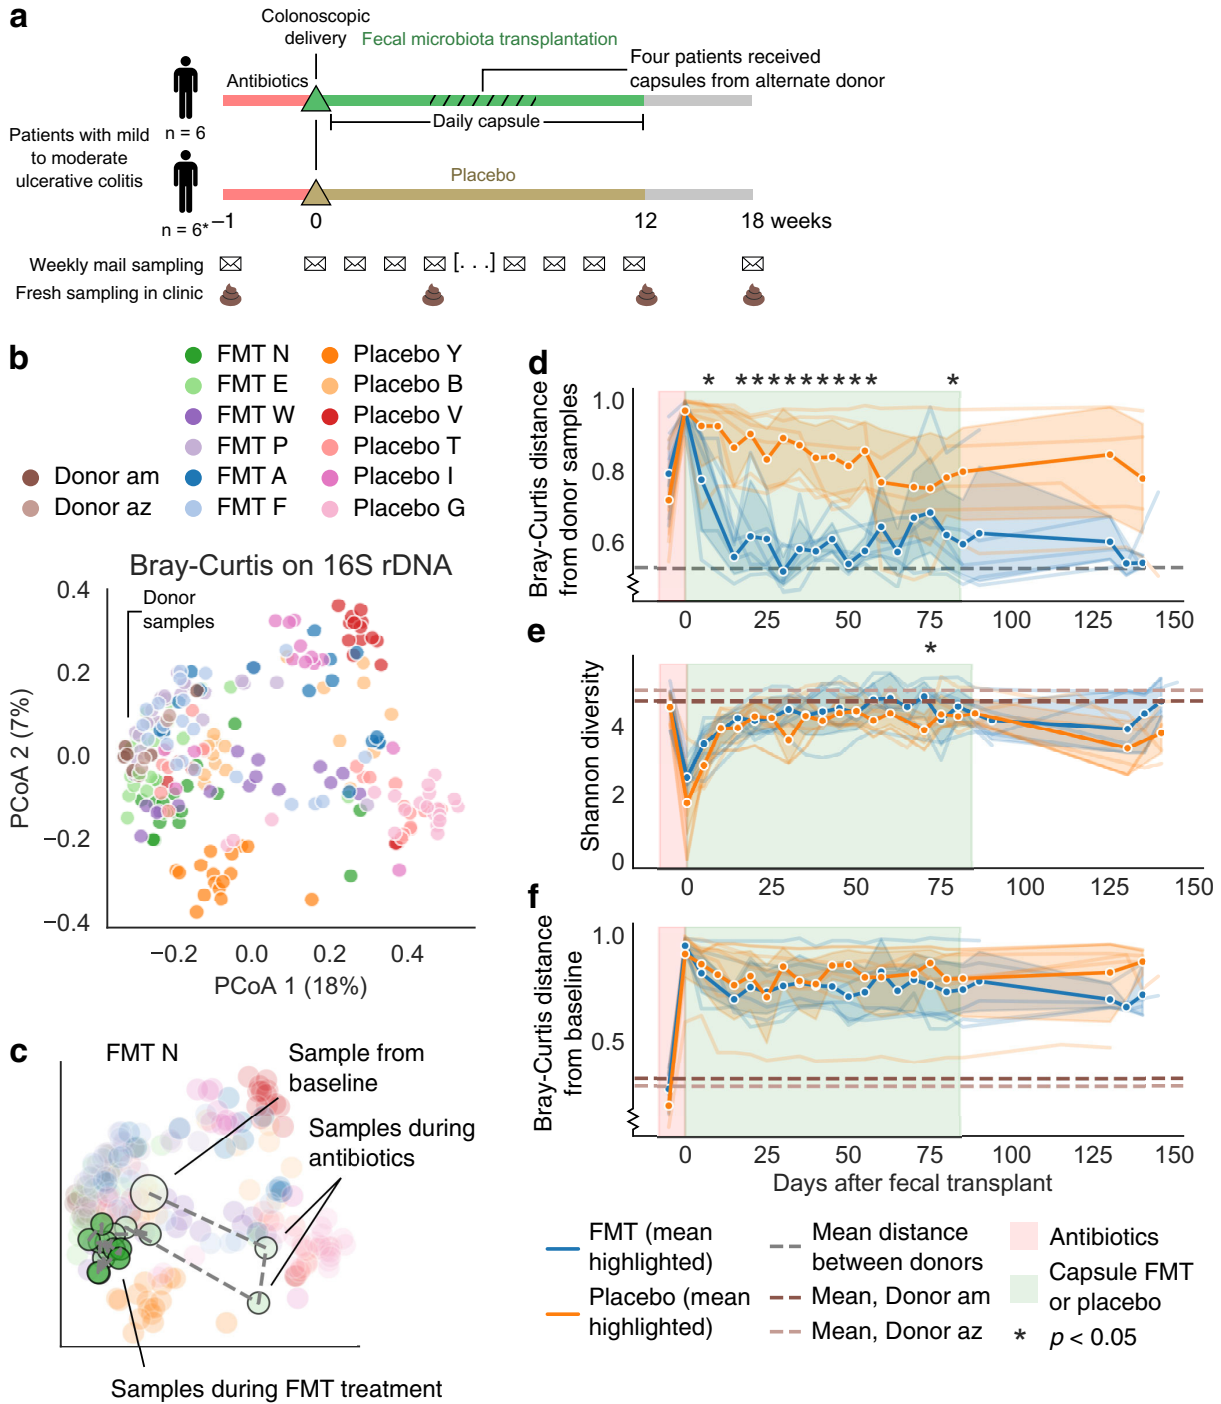 a
Colonoscopic
delivery
Fecal microbiota transplantation
Four patients received
capsules from alternate donor
Antibiotics
n = 6
Daily capsule
Patients with mild
to moderate
ulcerative colitis
Placebo
n = 6*
−1
0
12
18 weeks
Weekly mail sampling
[. . .]
Fresh sampling in clinic
b
Donor am
Donor az
FMT N
FMT E
FMT W
FMT P
FMT A
FMT F
Placebo Y
Placebo B
Placebo V
Placebo T
Placebo I
Placebo G
Bray-Curtis on 16S rDNA
Donor
samples
PCoA 2 (7%)
0.4
0.2
0.0
−0.2
−0.4
−0.2
0.0
0.2
0.4
PCoA 1 (18%)
c
FMT N
Sample from
baseline
Samples during
antibiotics
Samples during FMT treatment
d
* * * * * * * * * * *
Bray-Curtis distance
from donor samples
1.0
0.8
0.6
0
25
50
75
100
125
150
e
*
Shannon diversity
4
2
0
0
25
50
75
100
125
150
f
Bray-Curtis distance
from baseline
1.0
0.5
0
25
50
75
100
125
150
Days after fecal transplant
FMT (mean
highlighted)
Placebo (mean
highlighted)
Mean distance
between donors
Mean, Donor am
Mean, Donor az
Antibiotics
Capsule FMT
or placebo
* p < 0.05